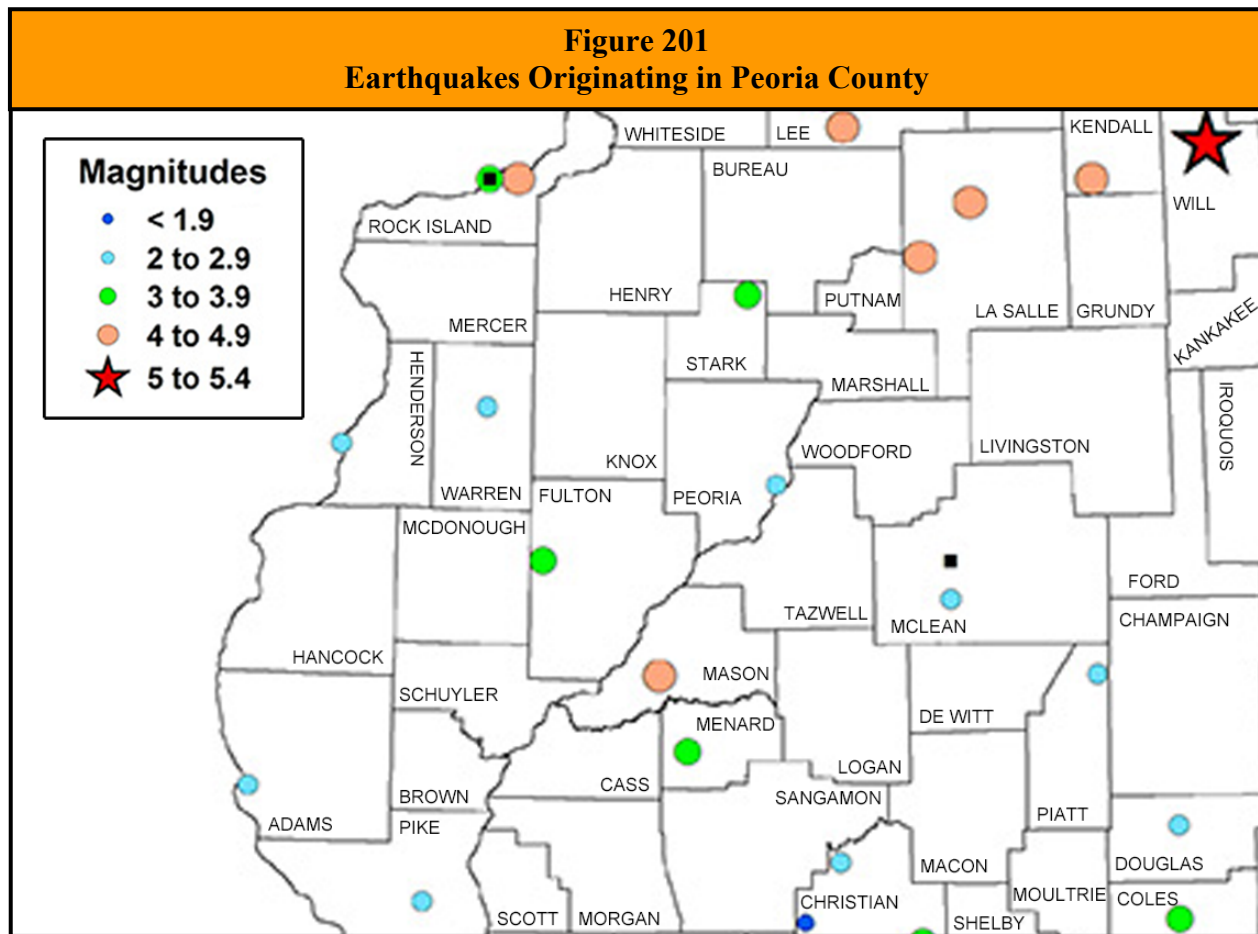 Figure 201
Earthquakes Originating in Peoria County
Magnitudes
< 1.9
2 to 2.9
3 to 3.9
4 to 4.9
5 to 5.4
WHITESIDE
LEE
KENDALL
BUREAU
WILL
ROCK ISLAND
HENRY
PUTNAM
LA SALLE
GRUNDY
MERCER
KANKAKEE
STARK
MARSHALL
HENDERSON
IROQUOIS
WOODFORD
LIVINGSTON
KNOX
WARREN
FULTON
PEORIA
MCDONOUGH
FORD
TAZWELL
MCLEAN
CHAMPAIGN
HANCOCK
MASON
SCHUYLER
DE WITT
MENARD
LOGAN
CASS
SANGAMON
BROWN
PIATT
ADAMS
PIKE
MACON
DOUGLAS
MOULTRIE
COLES
CHRISTIAN
SCOTT
MORGAN
SHELBY